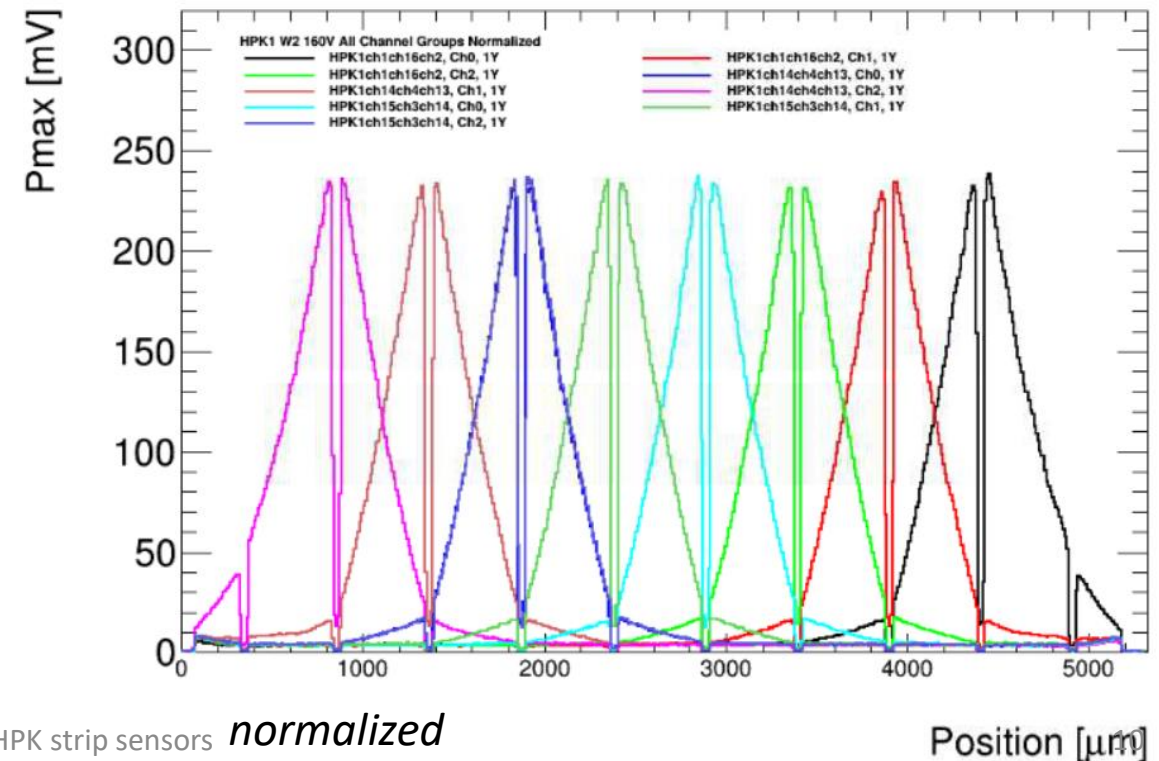 Pmax [mV]
300
250
200
150
100
50
0
HPK1 W2 160V All Channel Groups Normalized
HPK1ch1ch16ch2, Ch0, 1Y
HPK1ch1ch16ch2, Ch1, 1Y
HPK1ch1ch16ch2, Ch2, 1Y
HPK1ch14ch4ch13, Ch0, 1Y
HPK1ch14ch4ch13, Ch1, 1Y
HPK1ch14ch4ch13, Ch2, 1Y
HPK1ch15ch3ch14, Ch0, 1Y
HPK1ch15ch3ch14, Ch1, 1Y
HPK1ch15ch3ch14, Ch2, 1Y
0 1000 2000 3000 4000 5000
HPK strip sensors normalized
Position [μm]
10